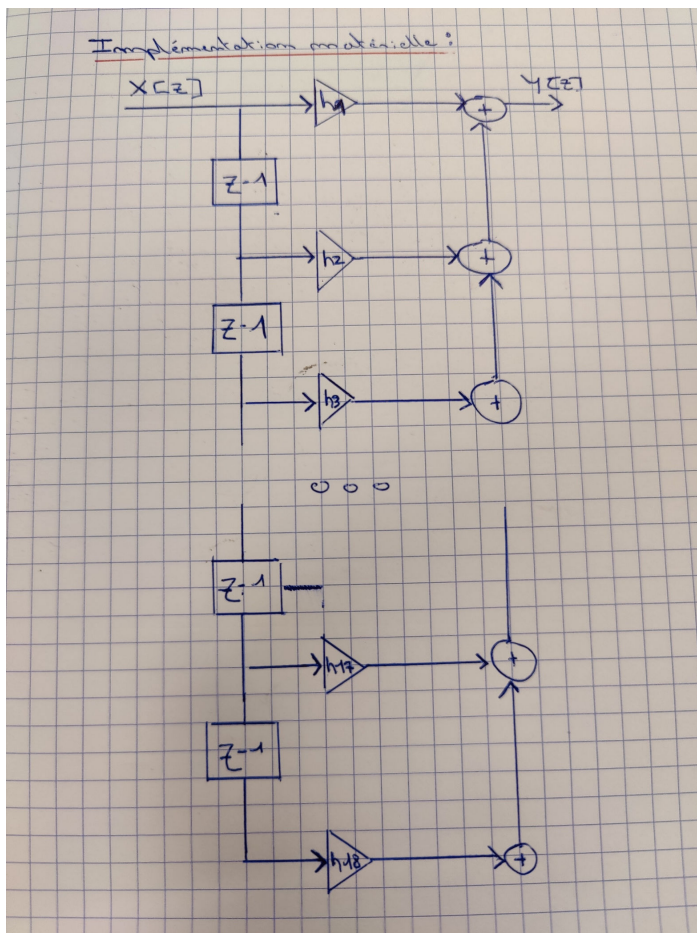 Implémentation matérielle :
X[Z] h1 + Y[Z]
Z-1
h2 +
Z-1
h3 +
Z-1
h17 +
Z-1
h18 +